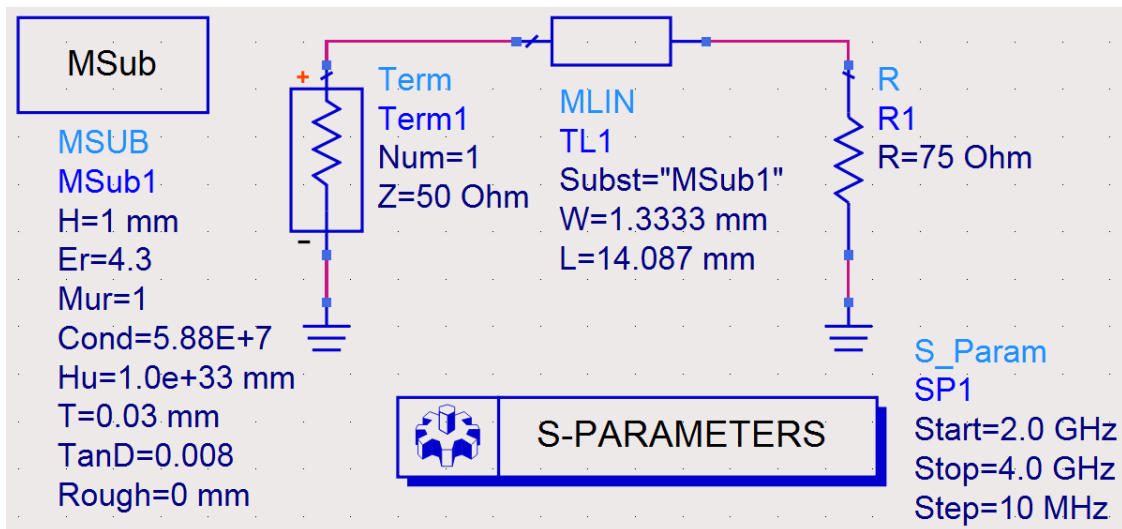 MSub
MSUB
MSub1
H=1 mm
Er=4.3
Mur=1
Cond=5.88E+7
Hu=1.0e+33 mm
T=0.03 mm
TanD=0.008
Rough=0 mm
+
Term
Term1
Num=1
Z=50 Ohm
−
MLIN
TL1
Subst="MSub1"
W=1.3333 mm
L=14.087 mm
R
R1
R=75 Ohm
S-PARAMETERS
S_Param
SP1
Start=2.0 GHz
Stop=4.0 GHz
Step=10 MHz